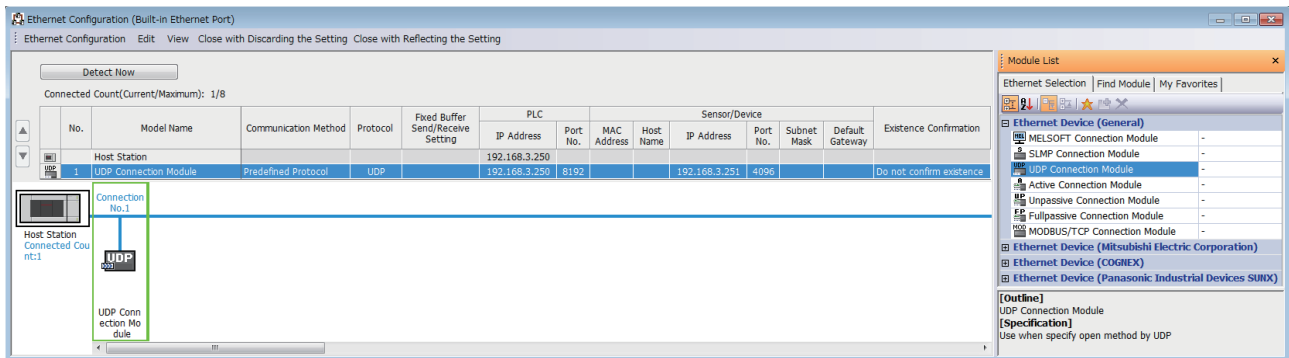 Ethernet Configuration (Built-in Ethernet Port)
Ethernet Configuration Edit View Close with Discarding the Setting Close with Reflecting the Setting
Detect Now
Connected Count(Current/Maximum): 1/8
No. Model Name Communication Method Protocol Fixed Buffer Send/Receive Setting PLC Sensor/Device Existence Confirmation
IP Address Port No. MAC Address Host Name IP Address Port No. Subnet Mask Default Gateway
Host Station 192.168.3.250
UDP 1 UDP Connection Module Predefined Protocol UDP 192.168.3.250 8192 192.168.3.251 4096 Do not confirm existence
Connection
No.1
Host Station
Connected Cou
nt:1
UDP
UDP Conn
ection Mo
dule
Module List
Ethernet Selection Find Module My Favorites
Ethernet Device (General)
MELSOFT Connection Module -
SLMP Connection Module -
UDP Connection Module -
Active Connection Module -
Unpassive Connection Module -
Fullpassive Connection Module -
MODBUS/TCP Connection Module -
Ethernet Device (Mitsubishi Electric Corporation)
Ethernet Device (COGNEX)
Ethernet Device (Panasonic Industrial Devices SUNX)
[Outline]
UDP Connection Module
[Specification]
Use when specify open method by UDP